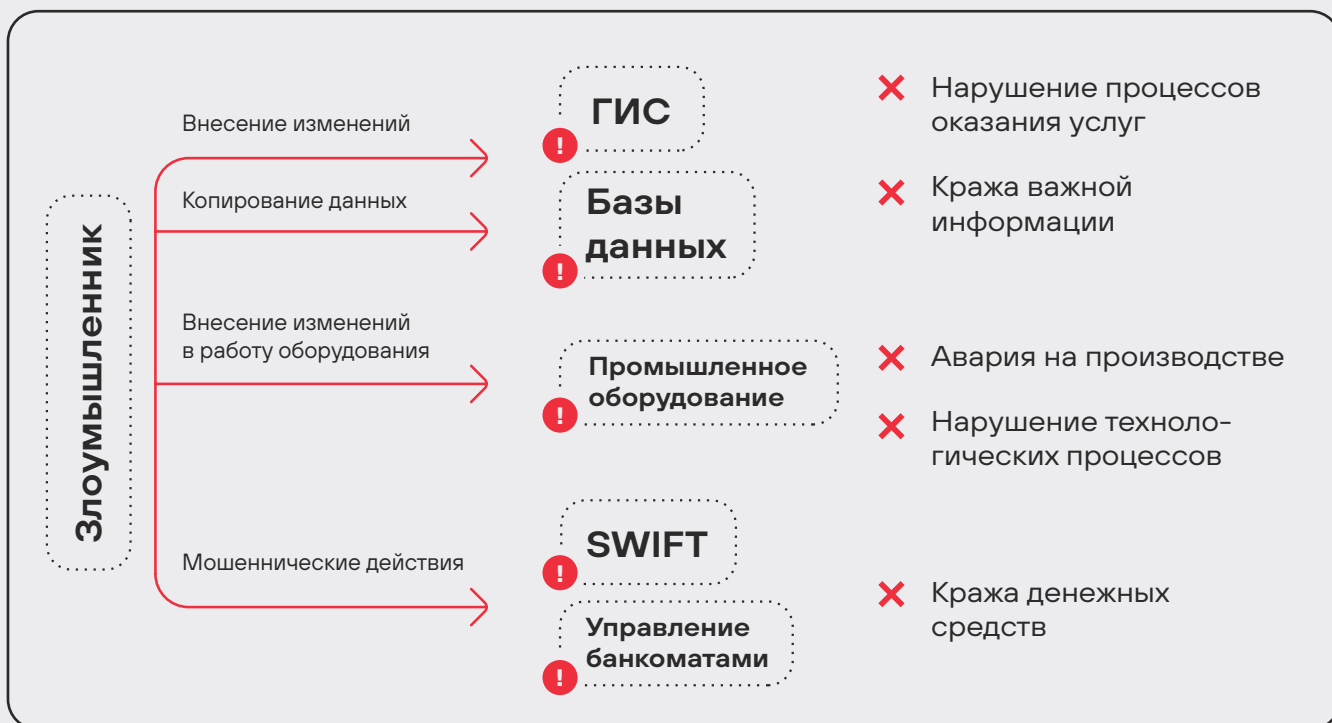 Злоумышленник
Внесение изменений
Копирование данных
Внесение изменений
в работу оборудования
Мошеннические действия
ГИС
!
Базы
данных
!
Промышленное
оборудование
!
SWIFT
!
Управление
банкоматами
!
Нарушение процессов
оказания услуг
Кража важной
информации
Авария на производстве
Нарушение техноло-
гических процессов
Кража денежных
средств